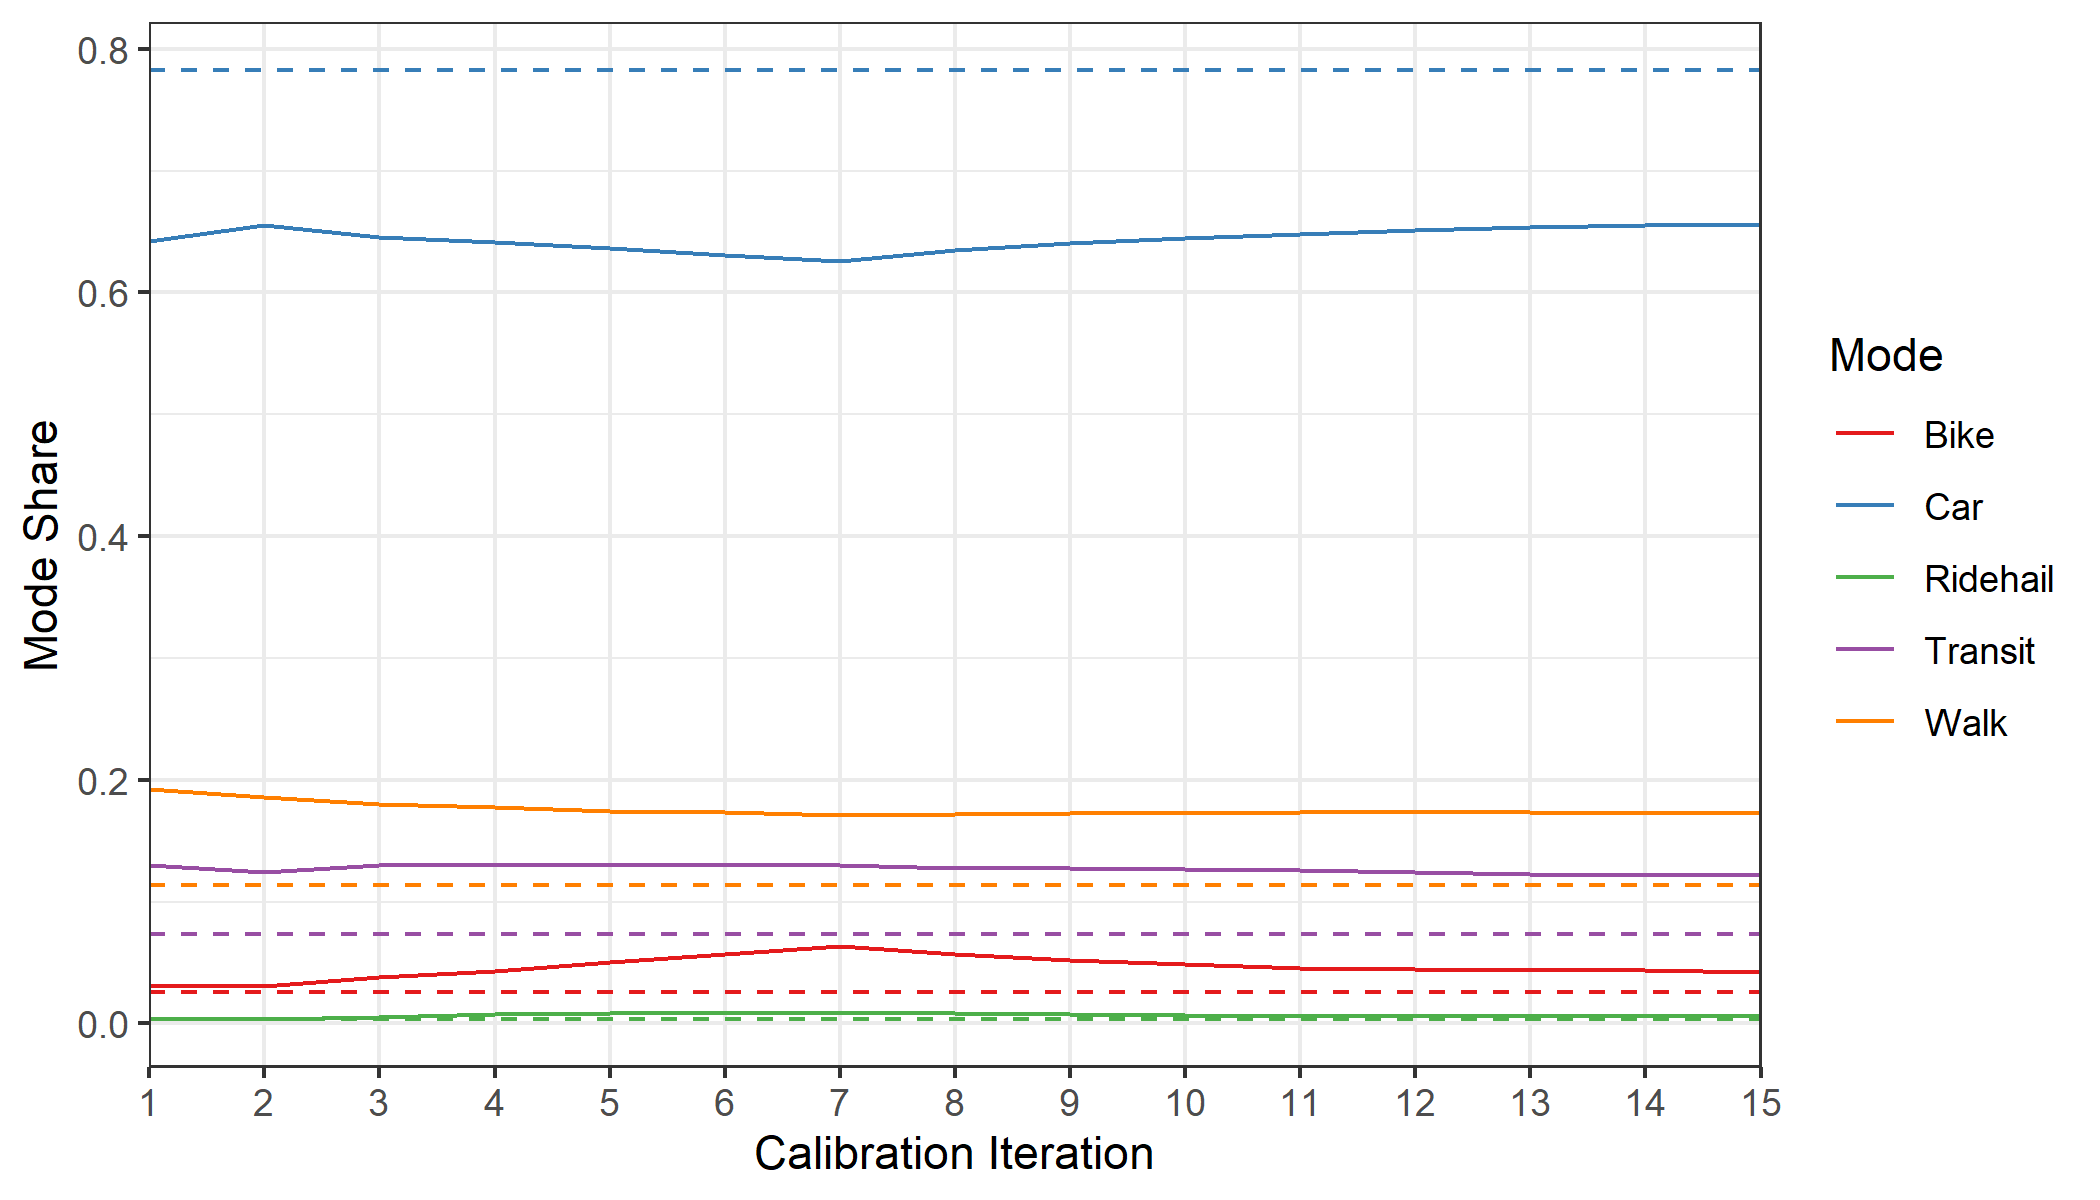 0.8
0.6
0.4
0.2
0.0
Mode Share
1 2 3 4 5 6 7 8 9 10 11 12 13 14 15
Calibration Iteration
Mode
Bike
Car
Ridehail
Transit
Walk